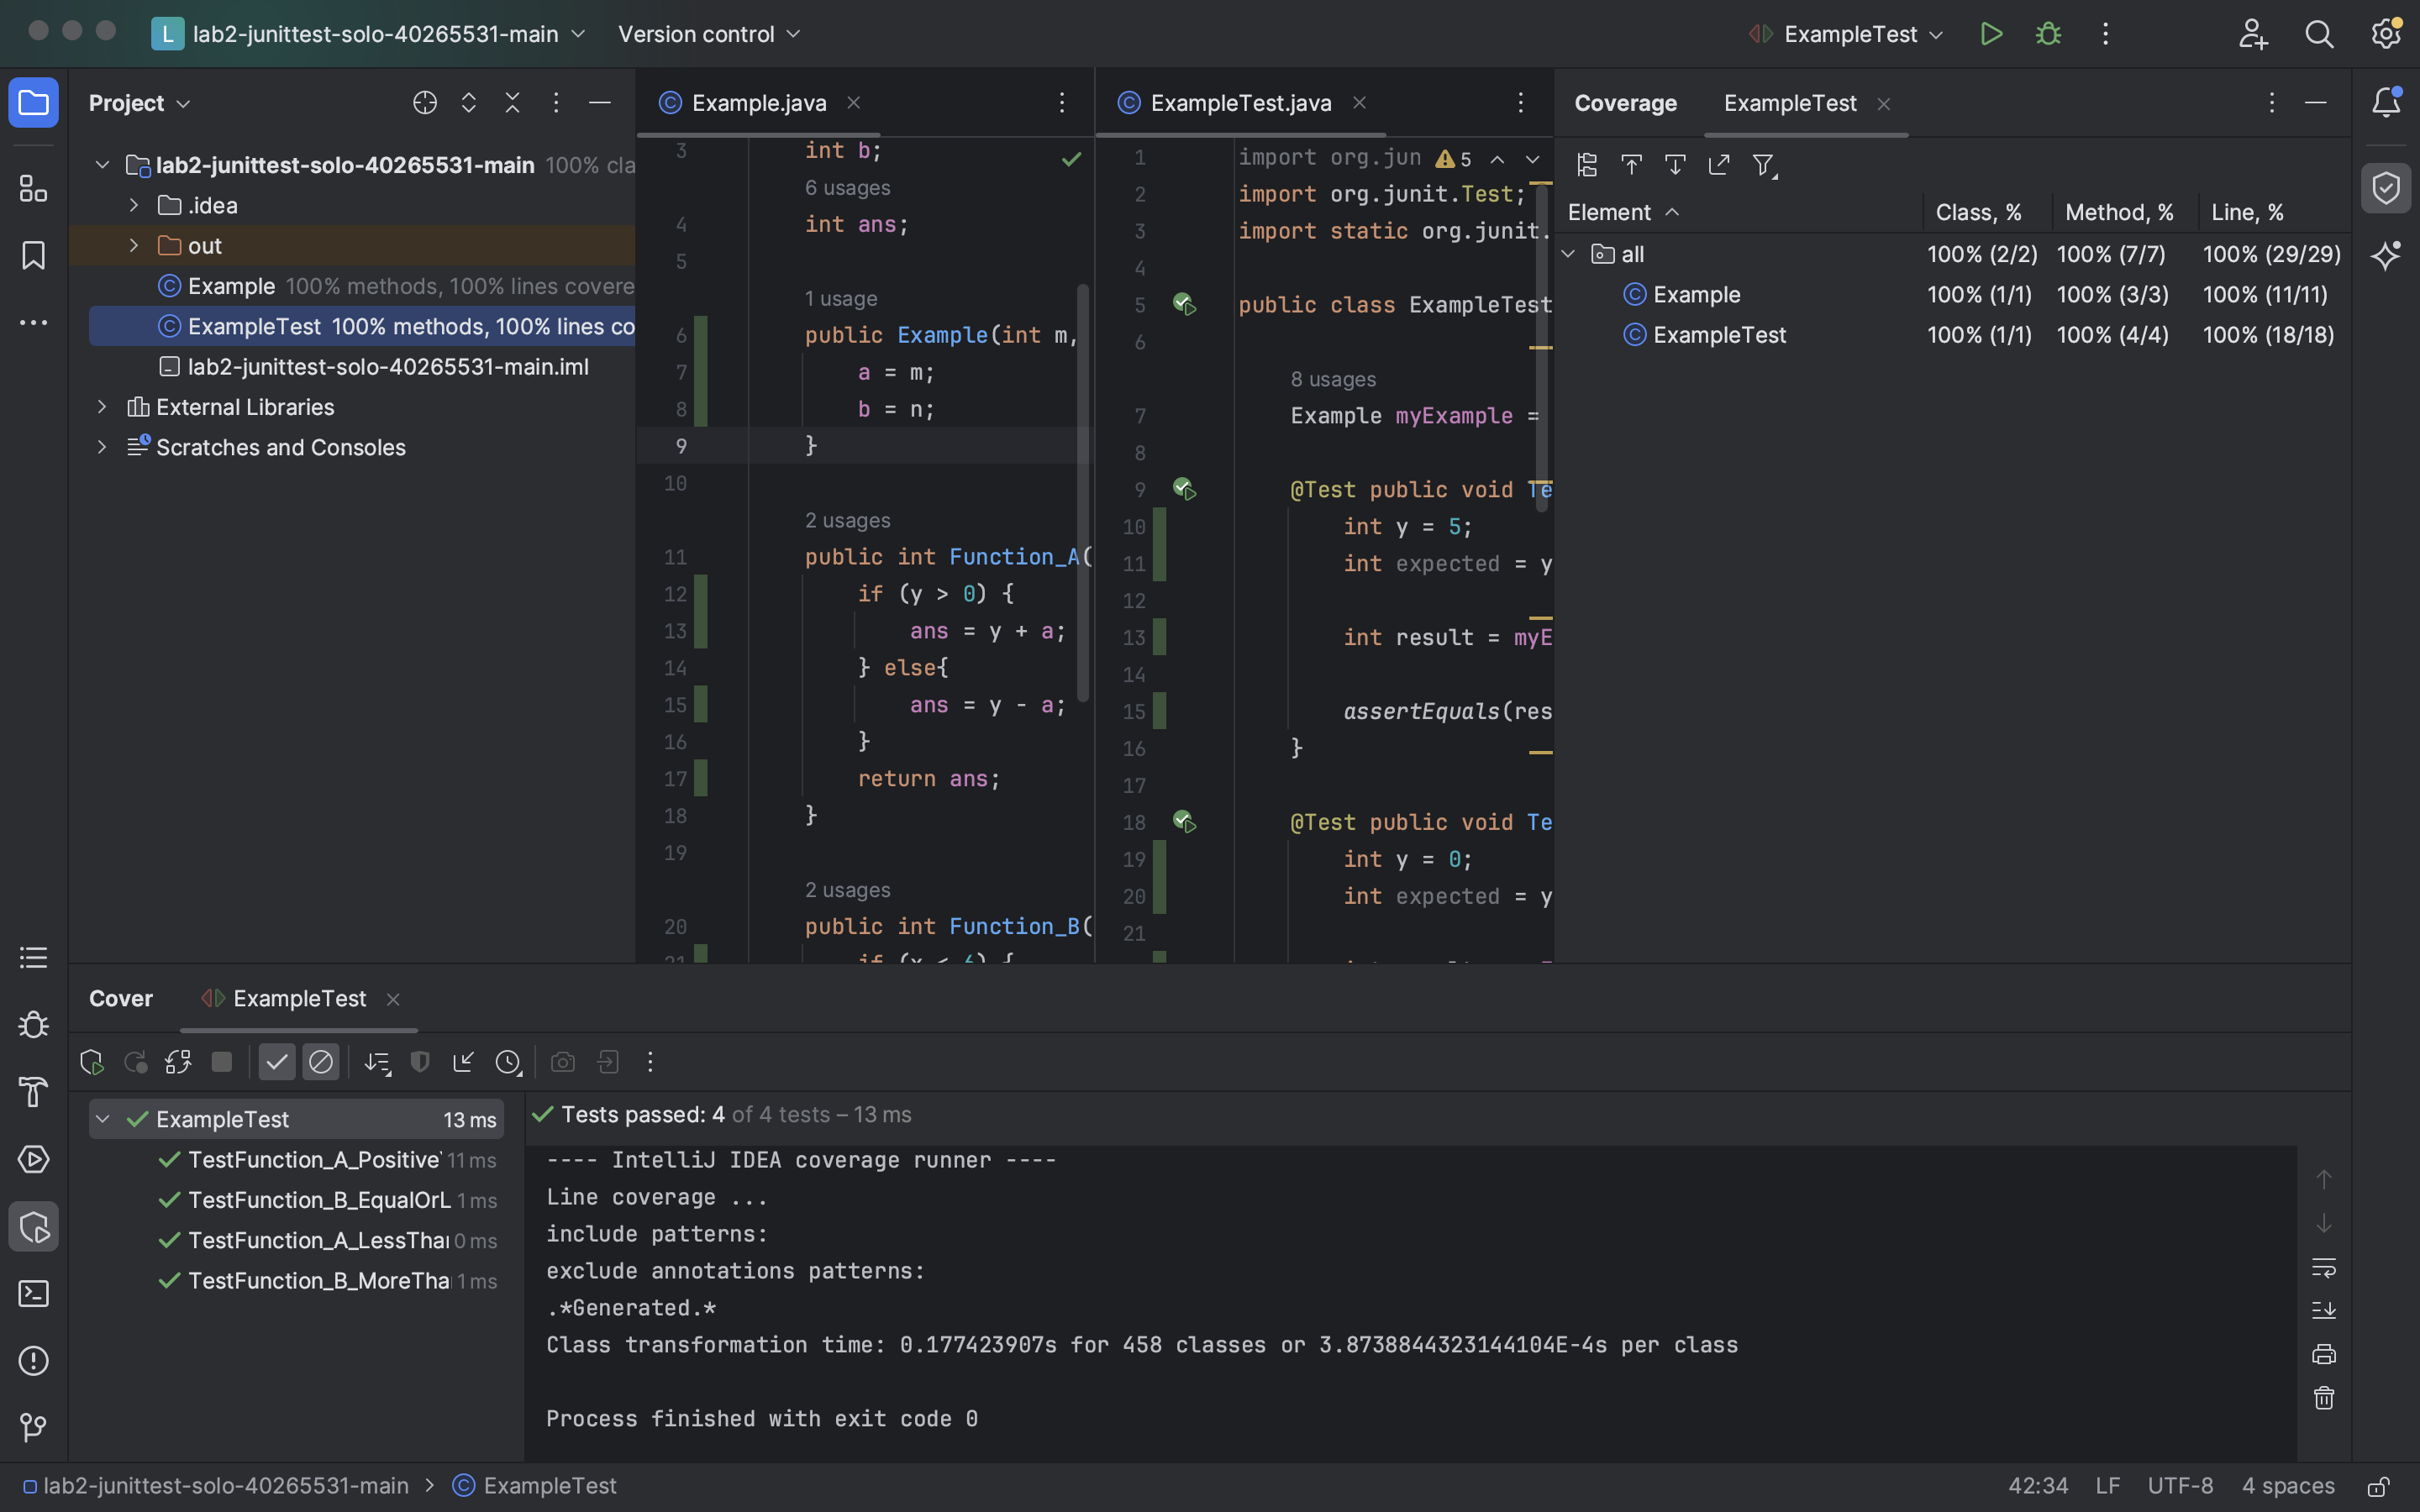 L lab2-junittest-solo-40265531-main Version control ExampleTest
Project
lab2-junittest-solo-40265531-main 100% cla
.idea
out
Example 100% methods, 100% lines covere
ExampleTest 100% methods, 100% lines co
lab2-junittest-solo-40265531-main.iml
External Libraries
Scratches and Consoles
Example.java
3 int b;
6 usages
4 int ans;
5
1 usage
6 public Example(int m,
7 a = m;
8 b = n;
9 }
10
2 usages
11 public int Function_A(
12 if (y > 0) {
13 ans = y + a;
14 } else{
15 ans = y - a;
16 }
17 return ans;
18 }
19
2 usages
20 public int Function_B(
21 if (x < 6) {
ExampleTest.java
1 import org.jun 5
2 import org.junit.Test;
3 import static org.junit.
4
5 public class ExampleTest
6
8 usages
7 Example myExample =
8
9 @Test public void Te
10 int y = 5;
11 int expected = y
12
13 int result = myE
14
15 assertEquals(res
16 }
17
18 @Test public void Te
19 int y = 0;
20 int expected = y
21
Coverage ExampleTest
Element Class, % Method, % Line, %
all 100% (2/2) 100% (7/7) 100% (29/29)
Example 100% (1/1) 100% (3/3) 100% (11/11)
ExampleTest 100% (1/1) 100% (4/4) 100% (18/18)
Cover ExampleTest
ExampleTest 13 ms
TestFunction_A_Positive 11 ms
TestFunction_B_EqualOrL 1 ms
TestFunction_A_LessTha 0 ms
TestFunction_B_MoreTha 1 ms
Tests passed: 4 of 4 tests – 13 ms
---- IntelliJ IDEA coverage runner ----
Line coverage ...
include patterns:
exclude annotations patterns:
.*Generated.*
Class transformation time: 0.177423907s for 458 classes or 3.8738844323144104E-4s per class
Process finished with exit code 0
lab2-junittest-solo-40265531-main > ExampleTest 42:34 LF UTF-8 4 spaces